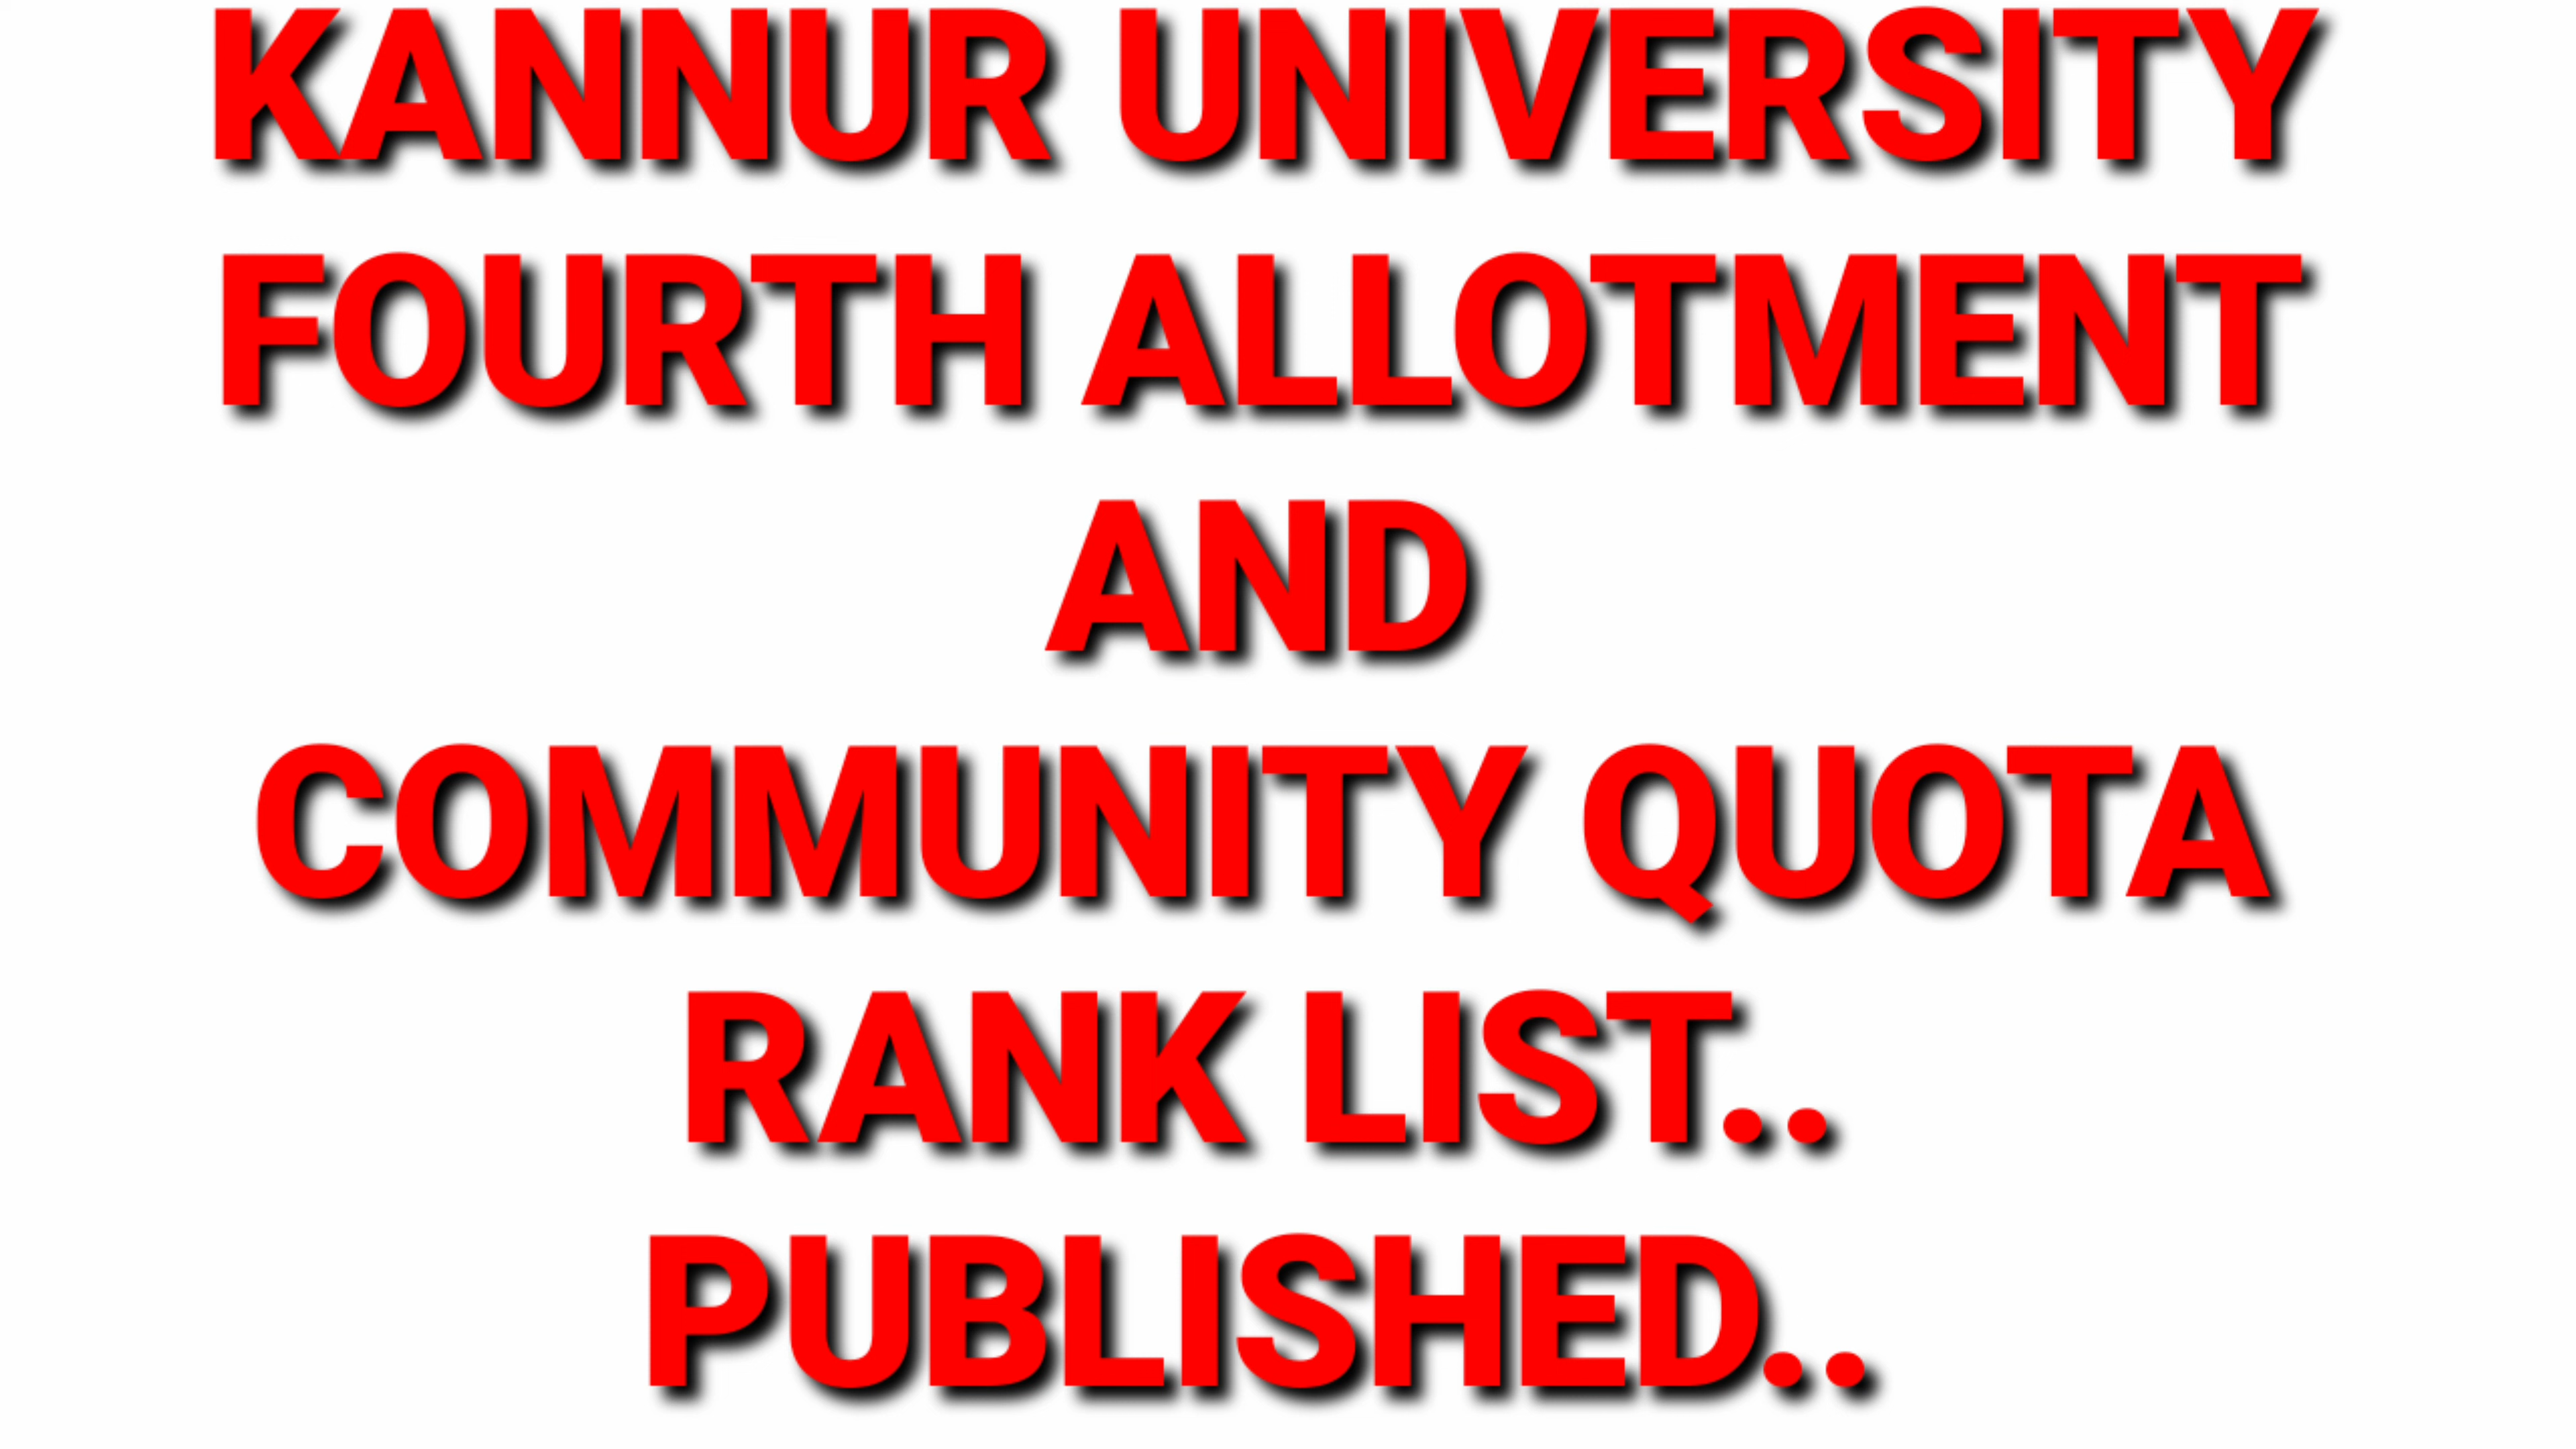 KANNUR UNIVERSITY
FOURTH ALLOTMENT
AND
COMMUNITY QUOTA
RANK LIST..
PUBLISHED..